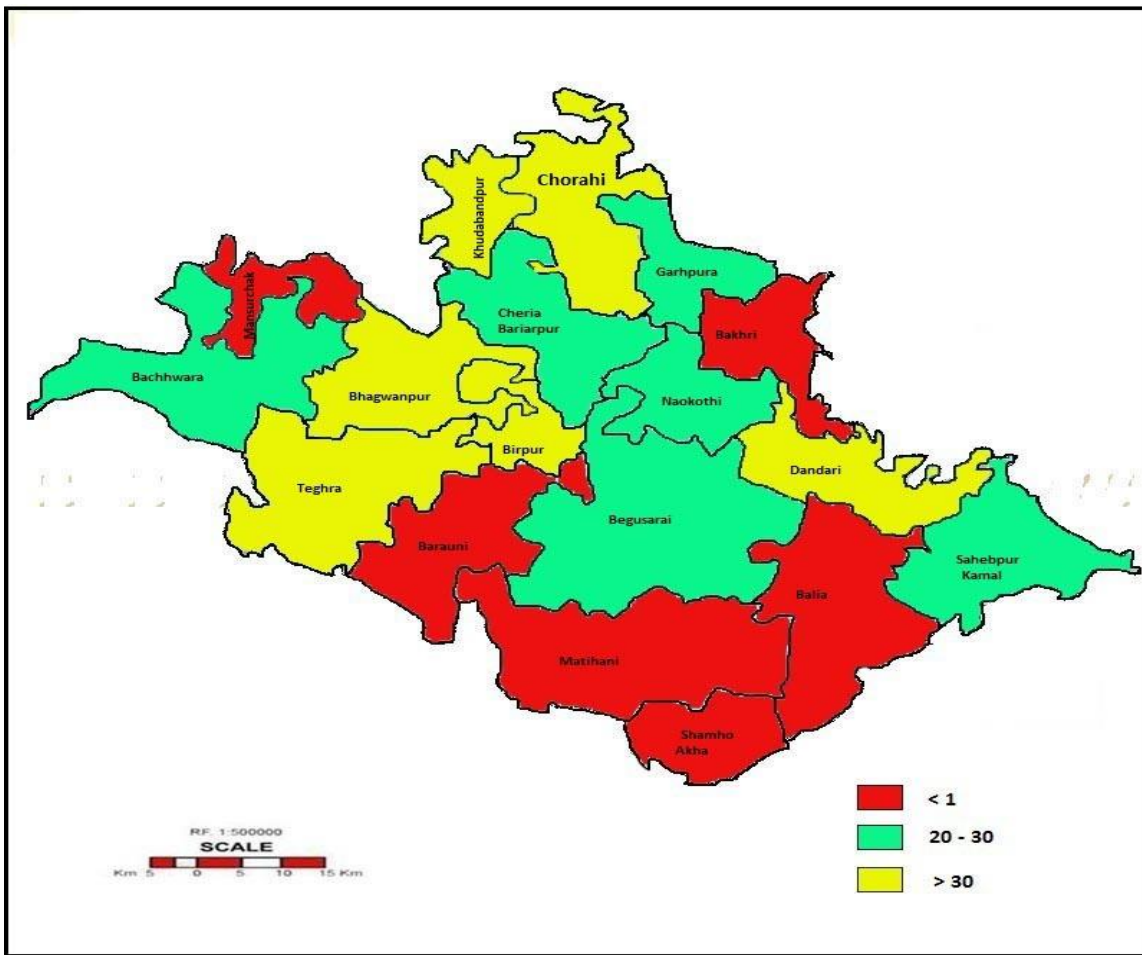 Chorahi
Khudabandpur
Garhpura
Mansurchak
Cheria
Bariarpur
Bakhri
Bachhwara
Bhagwanpur
Naokothi
Birpur
Dandari
Teghra
Begusarai
Barauni
Sahebpur
Kamal
Balia
Matihani
Shamho
Akha
< 1
20 - 30
> 30
RF. 1:500000
SCALE
Km 5 0 5 10 15 Km